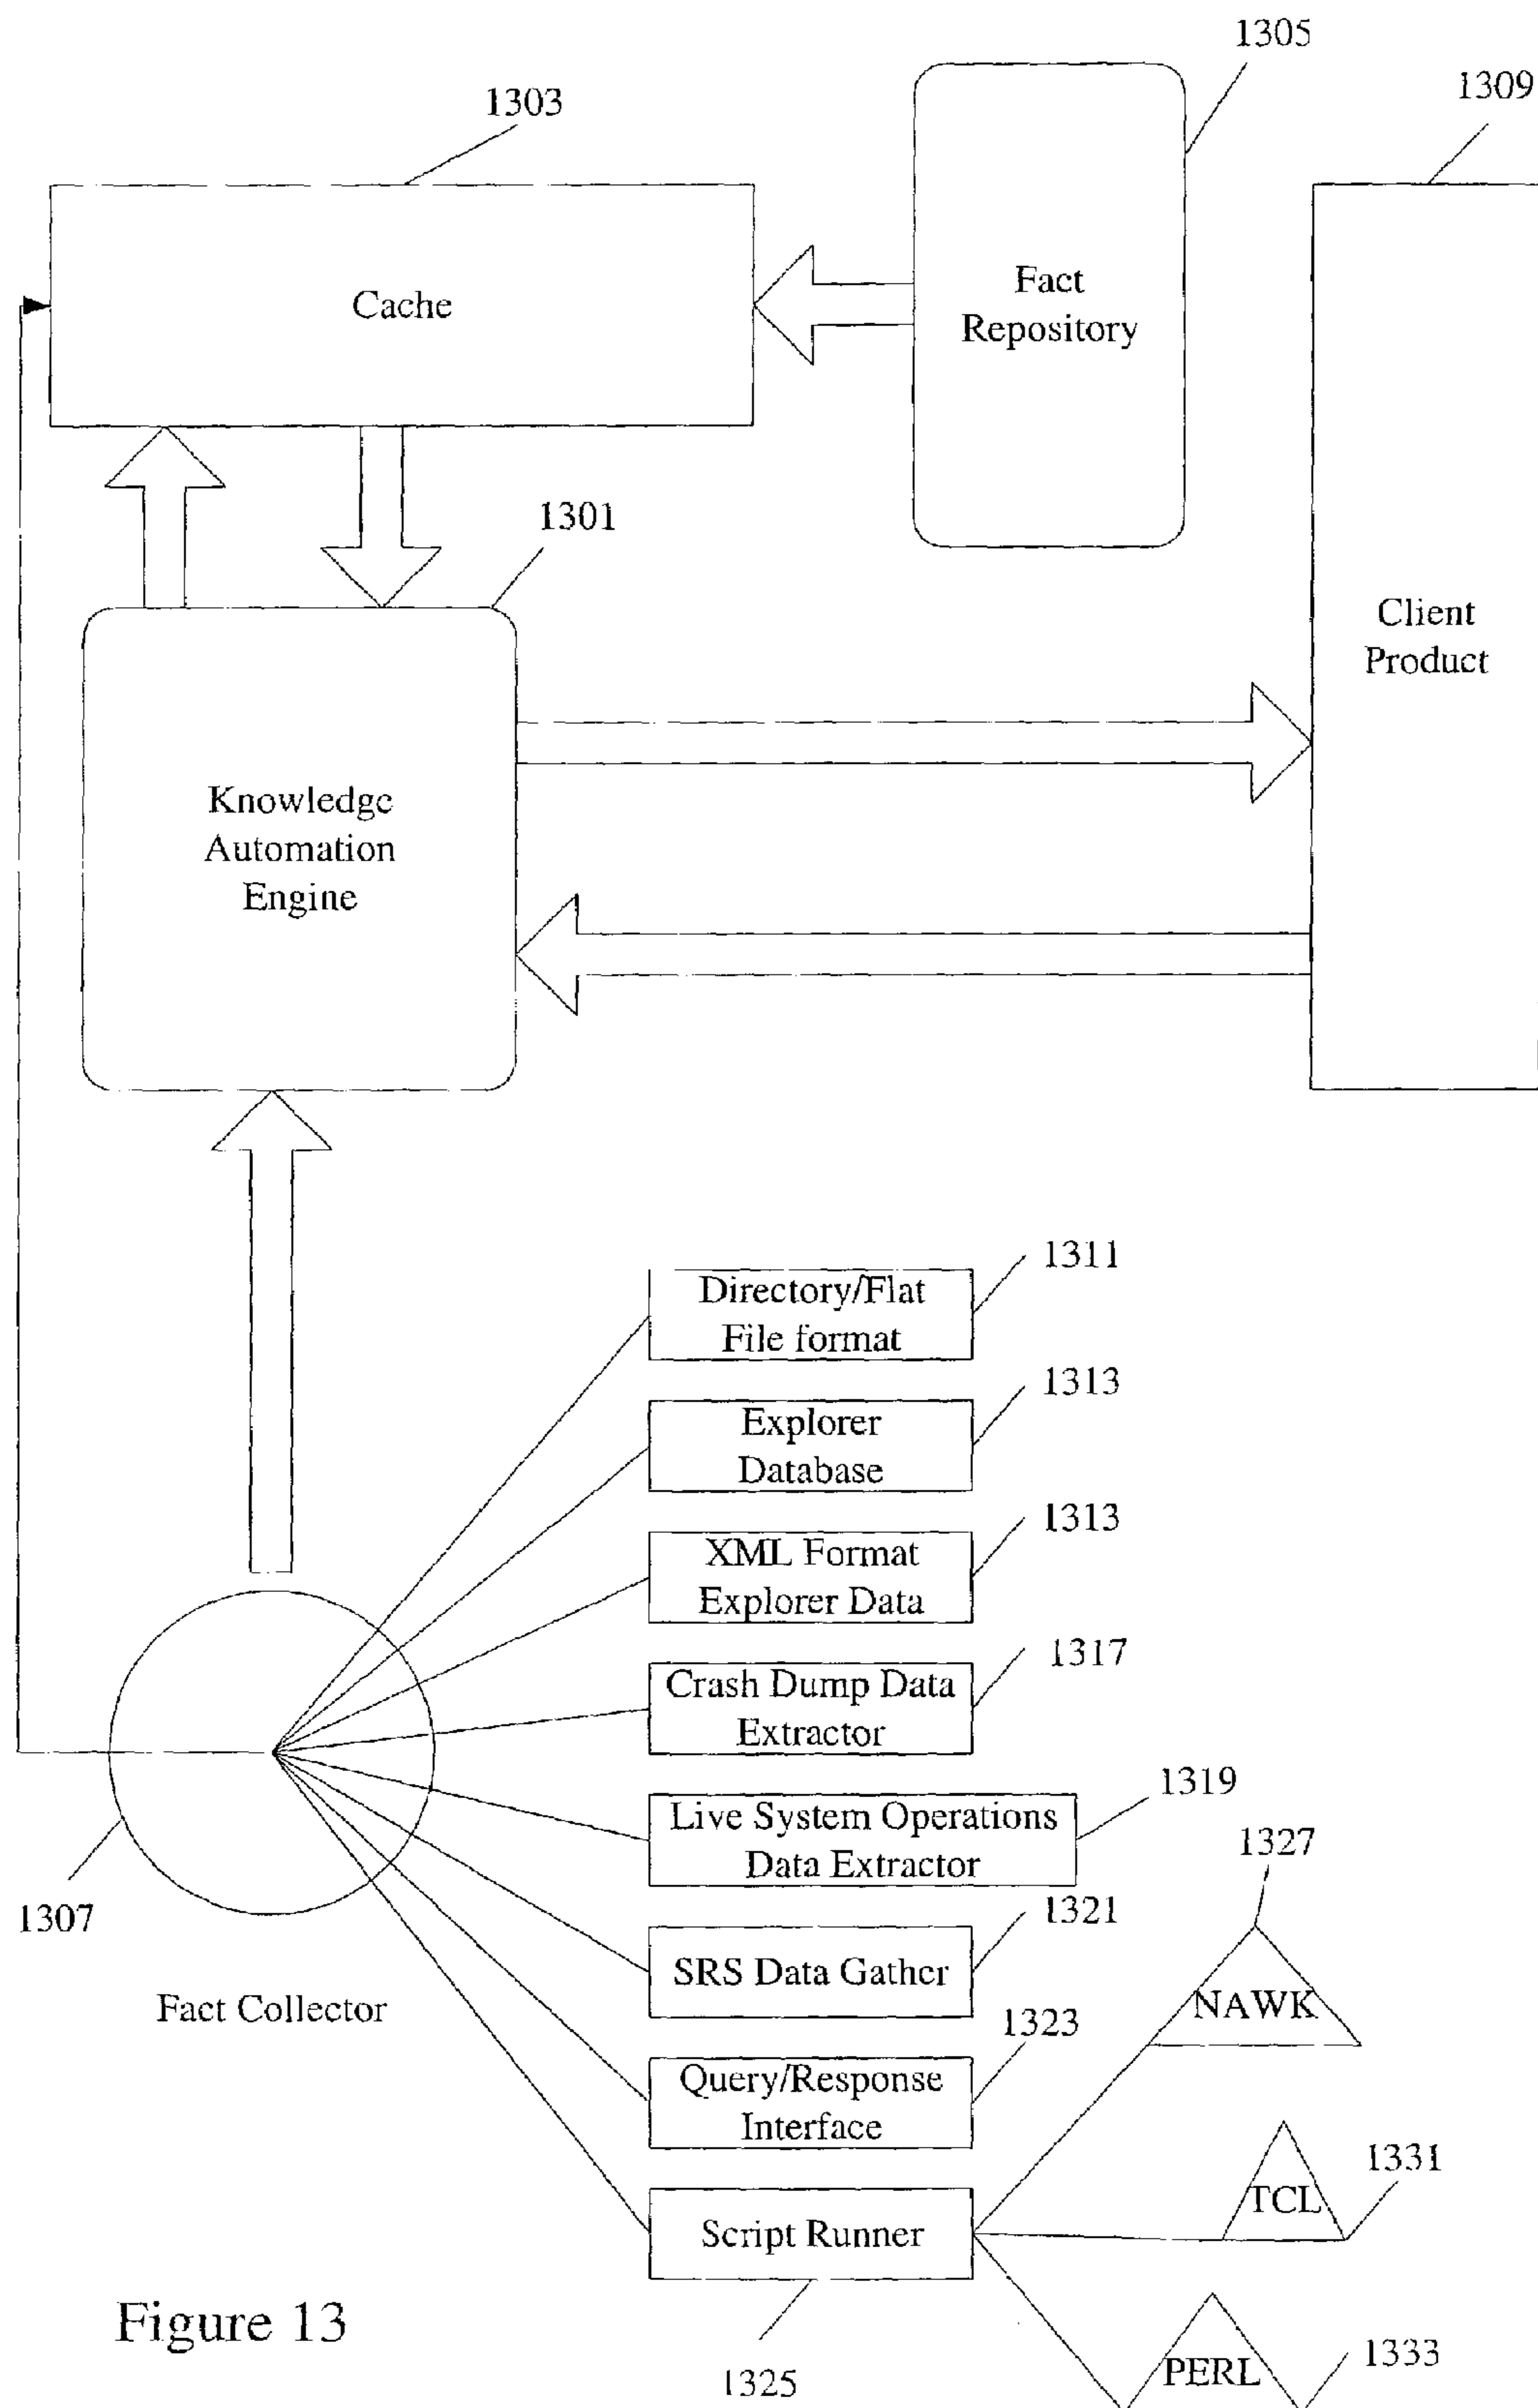 1305
1309
1303
Cache
Fact
Repository
1301
Client
Product
Knowledge
Automation
Engine
1311
Directory/Flat
File format
1313
Explorer
Database
1313
XML Format
Explorer Data
1317
Crash Dump Data
Extractor
1319
Live System Operations
Data Extractor
1327
1307
1321
SRS Data Gather
NAWK
Fact Collector
1323
Query/Response
Interface
1331
TCL
Script Runner
Figure 13
1325
PERL
1333